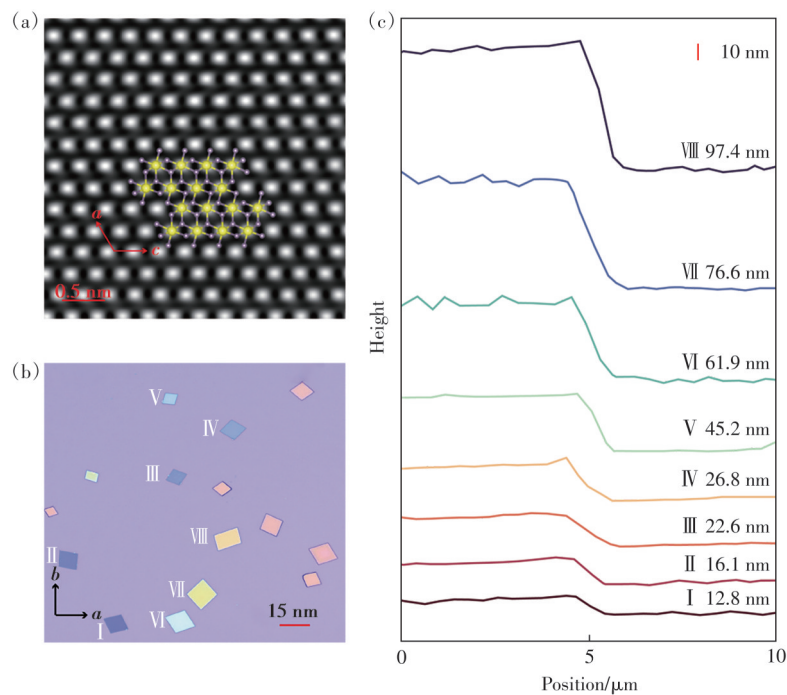 (a)
a
c
0.5 nm
(b)
Ⅴ
Ⅳ
Ⅲ
Ⅷ
Ⅱ
b
a
Ⅶ
Ⅰ
Ⅵ
15 nm
(c)
10 nm
Ⅷ 97.4 nm
Ⅶ 76.6 nm
Ⅵ 61.9 nm
Ⅴ 45.2 nm
Ⅳ 26.8 nm
Ⅲ 22.6 nm
Ⅱ 16.1 nm
Ⅰ 12.8 nm
Height
0
5
10
Position/μm